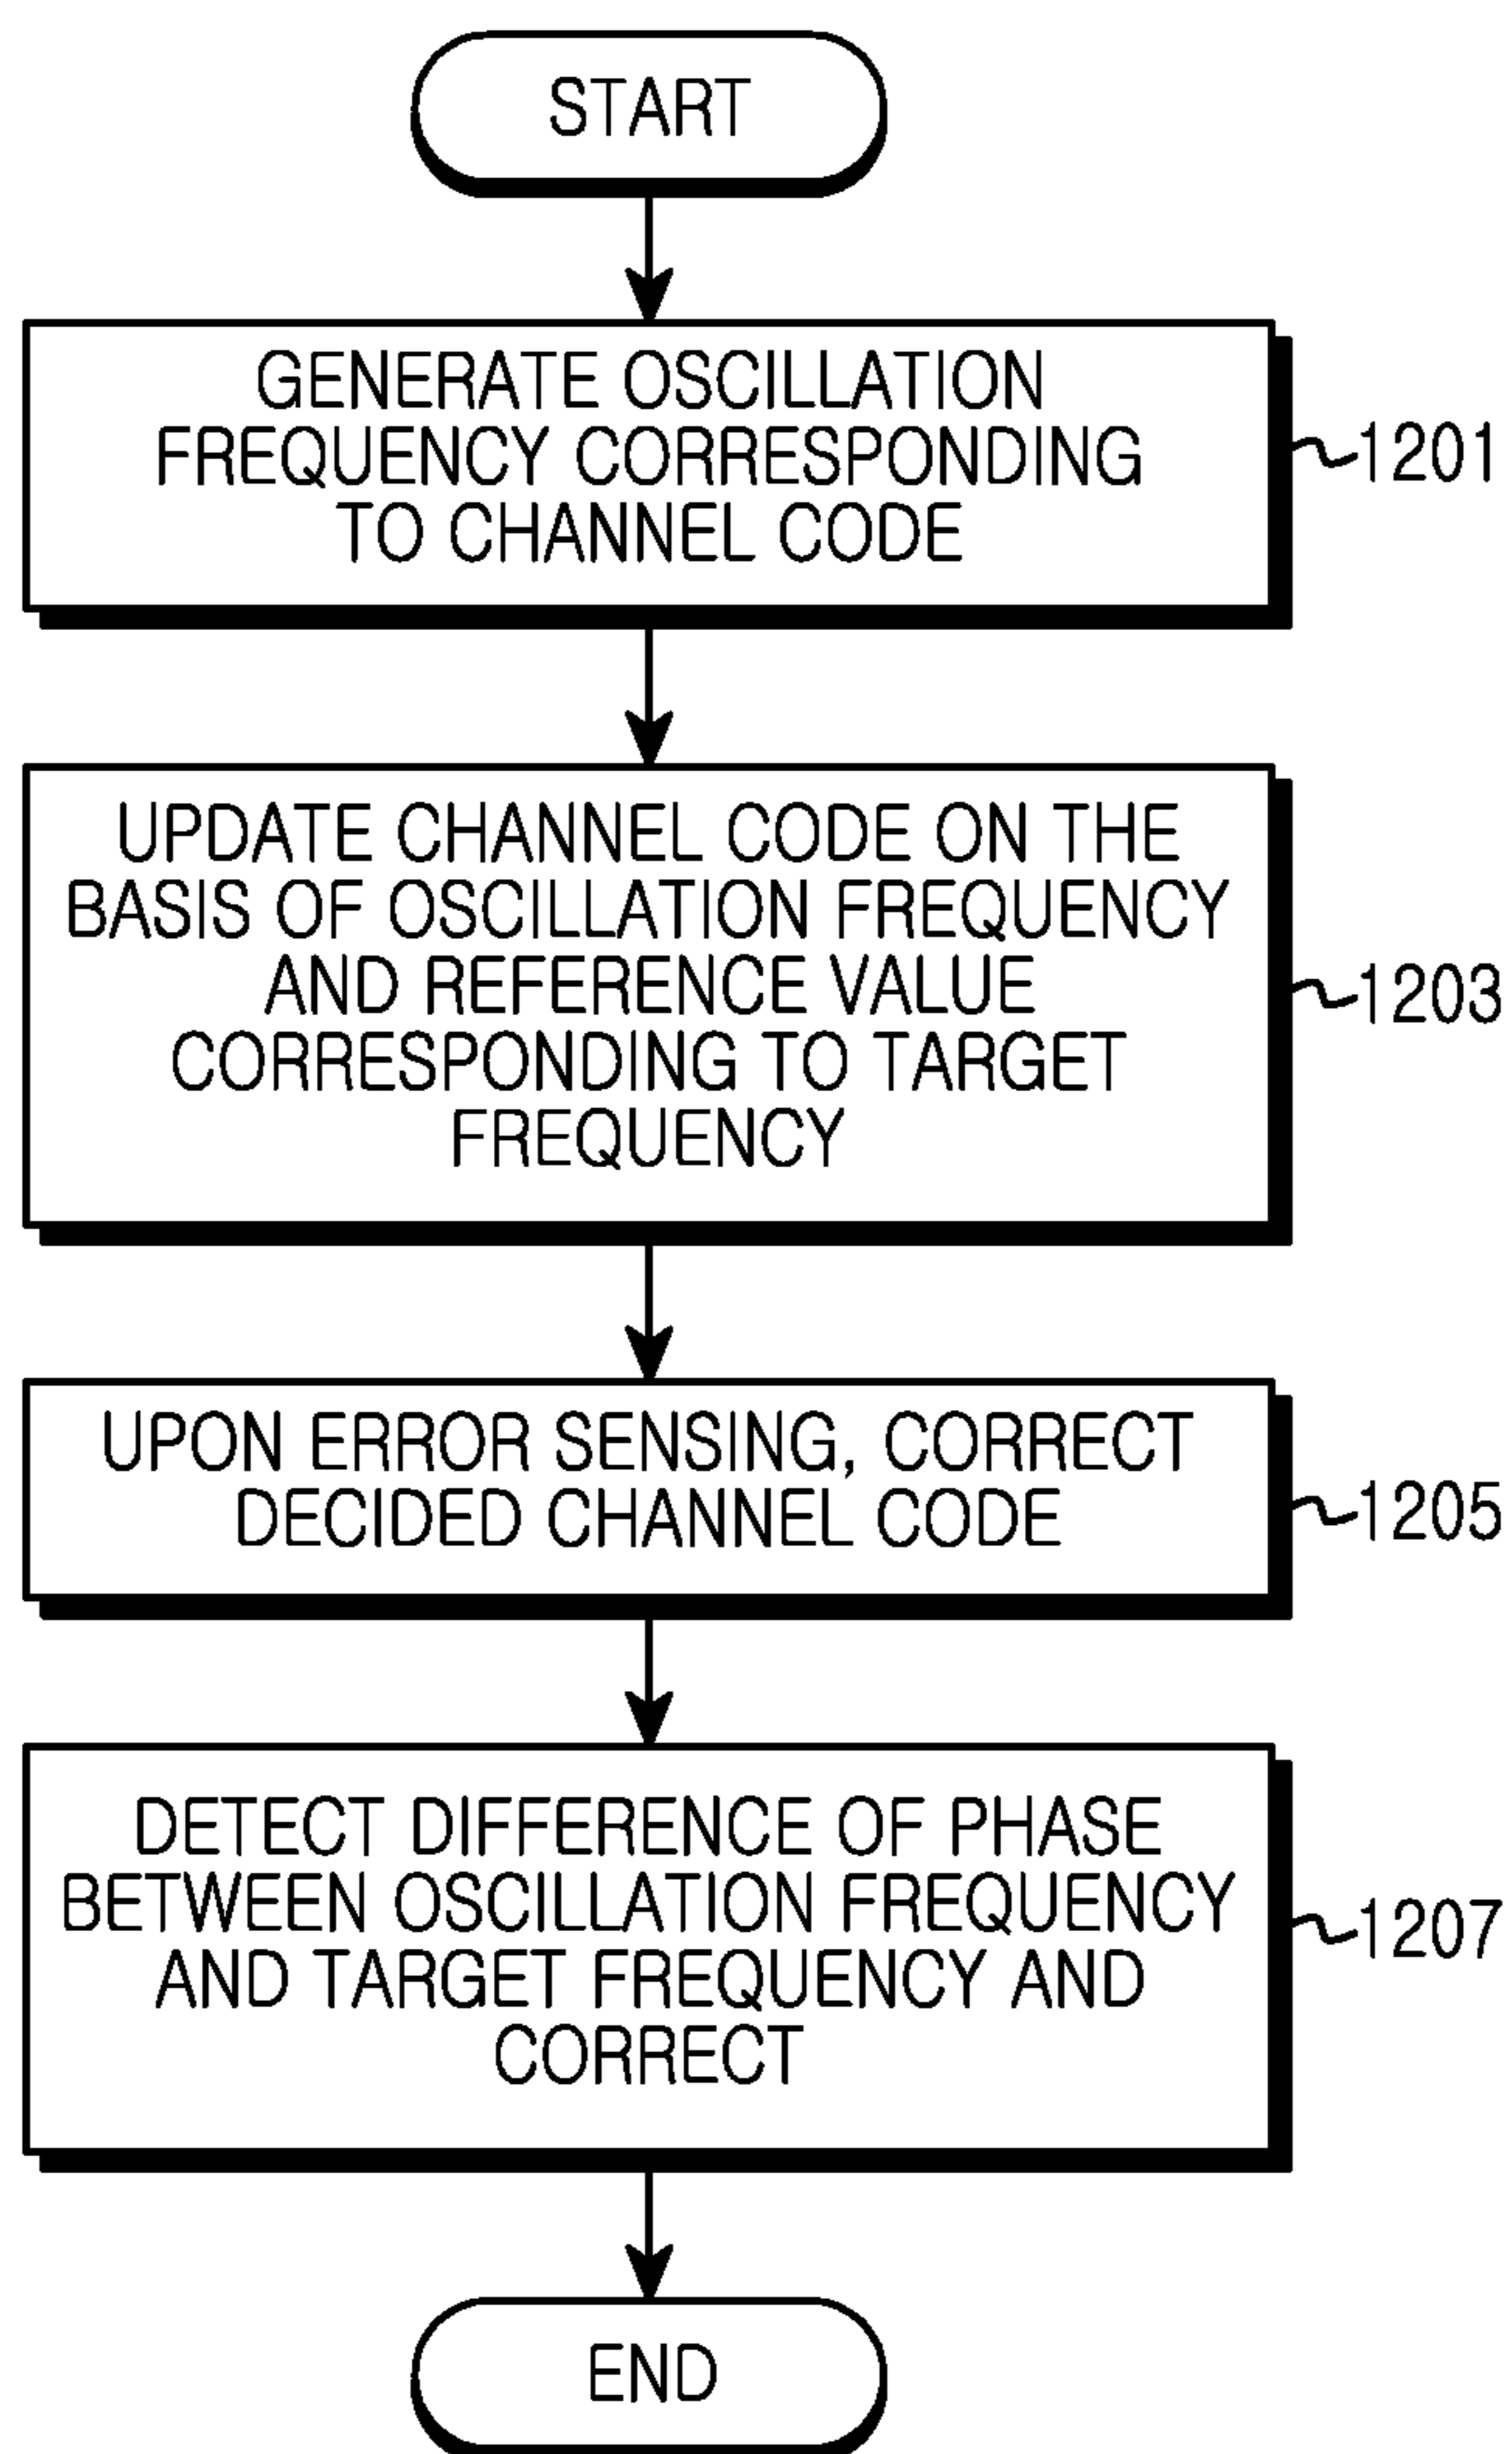 START
GENERATE OSCILLATION
FREQUENCY CORRESPONDING
TO CHANNEL CODE
1201
UPDATE CHANNEL CODE ON THE
BASIS OF OSCILLATION FREQUENCY
AND REFERENCE VALUE
CORRESPONDING TO TARGET
FREQUENCY
1203
UPON ERROR SENSING, CORRECT
DECIDED CHANNEL CODE
1205
DETECT DIFFERENCE OF PHASE
BETWEEN OSCILLATION FREQUENCY
AND TARGET FREQUENCY AND
CORRECT
1207
END